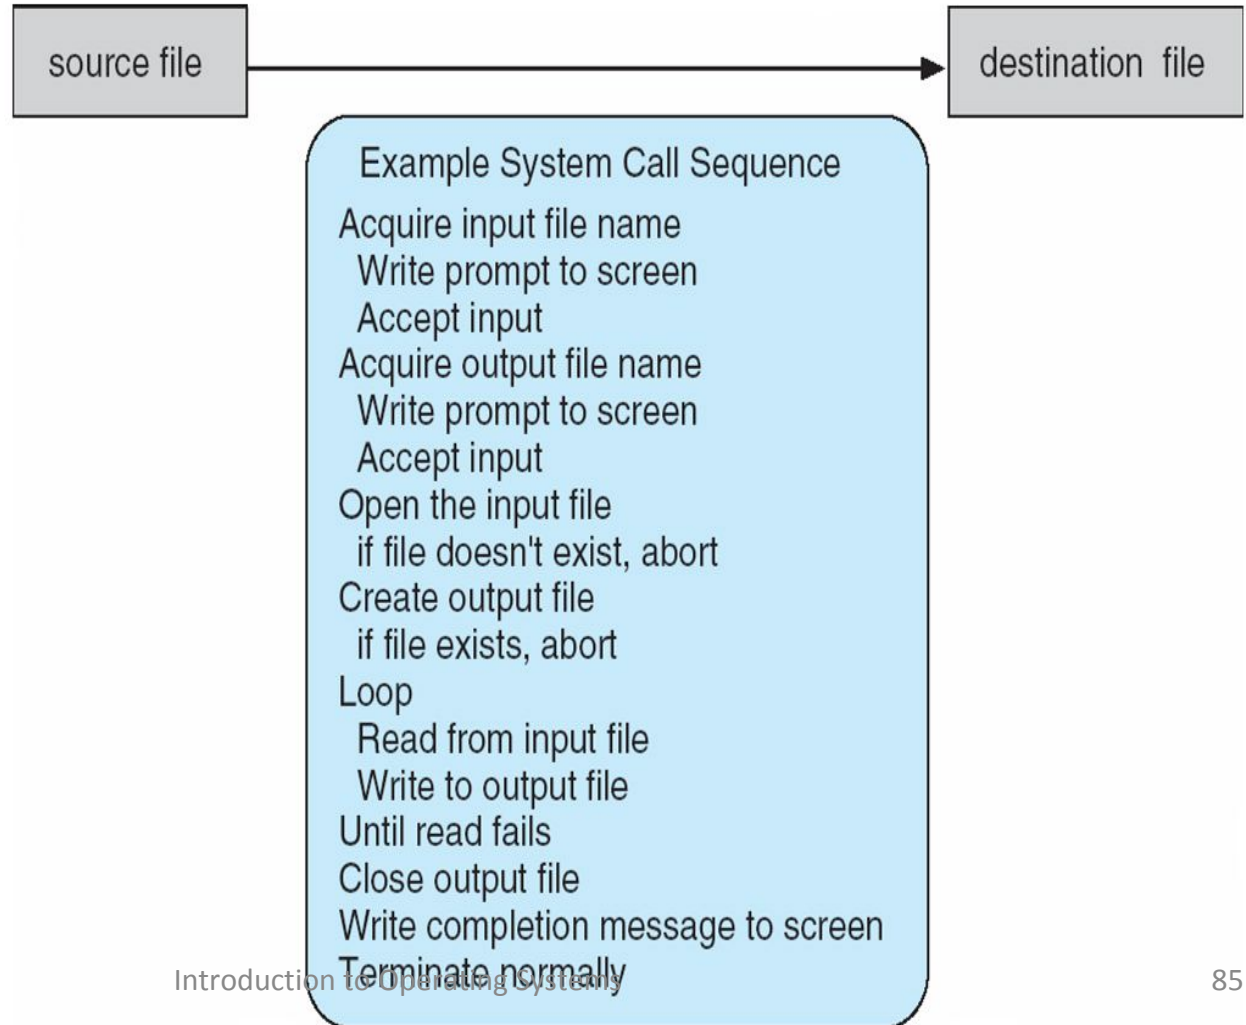 source file
destination file
Example System Call Sequence
Acquire input file name
Write prompt to screen
Accept input
Acquire output file name
Write prompt to screen
Accept input
Open the input file
if file doesn't exist, abort
Create output file
if file exists, abort
Loop
Read from input file
Write to output file
Until read fails
Close output file
Write completion message to screen
Terminate normally
Introduction to Operating Systems
85